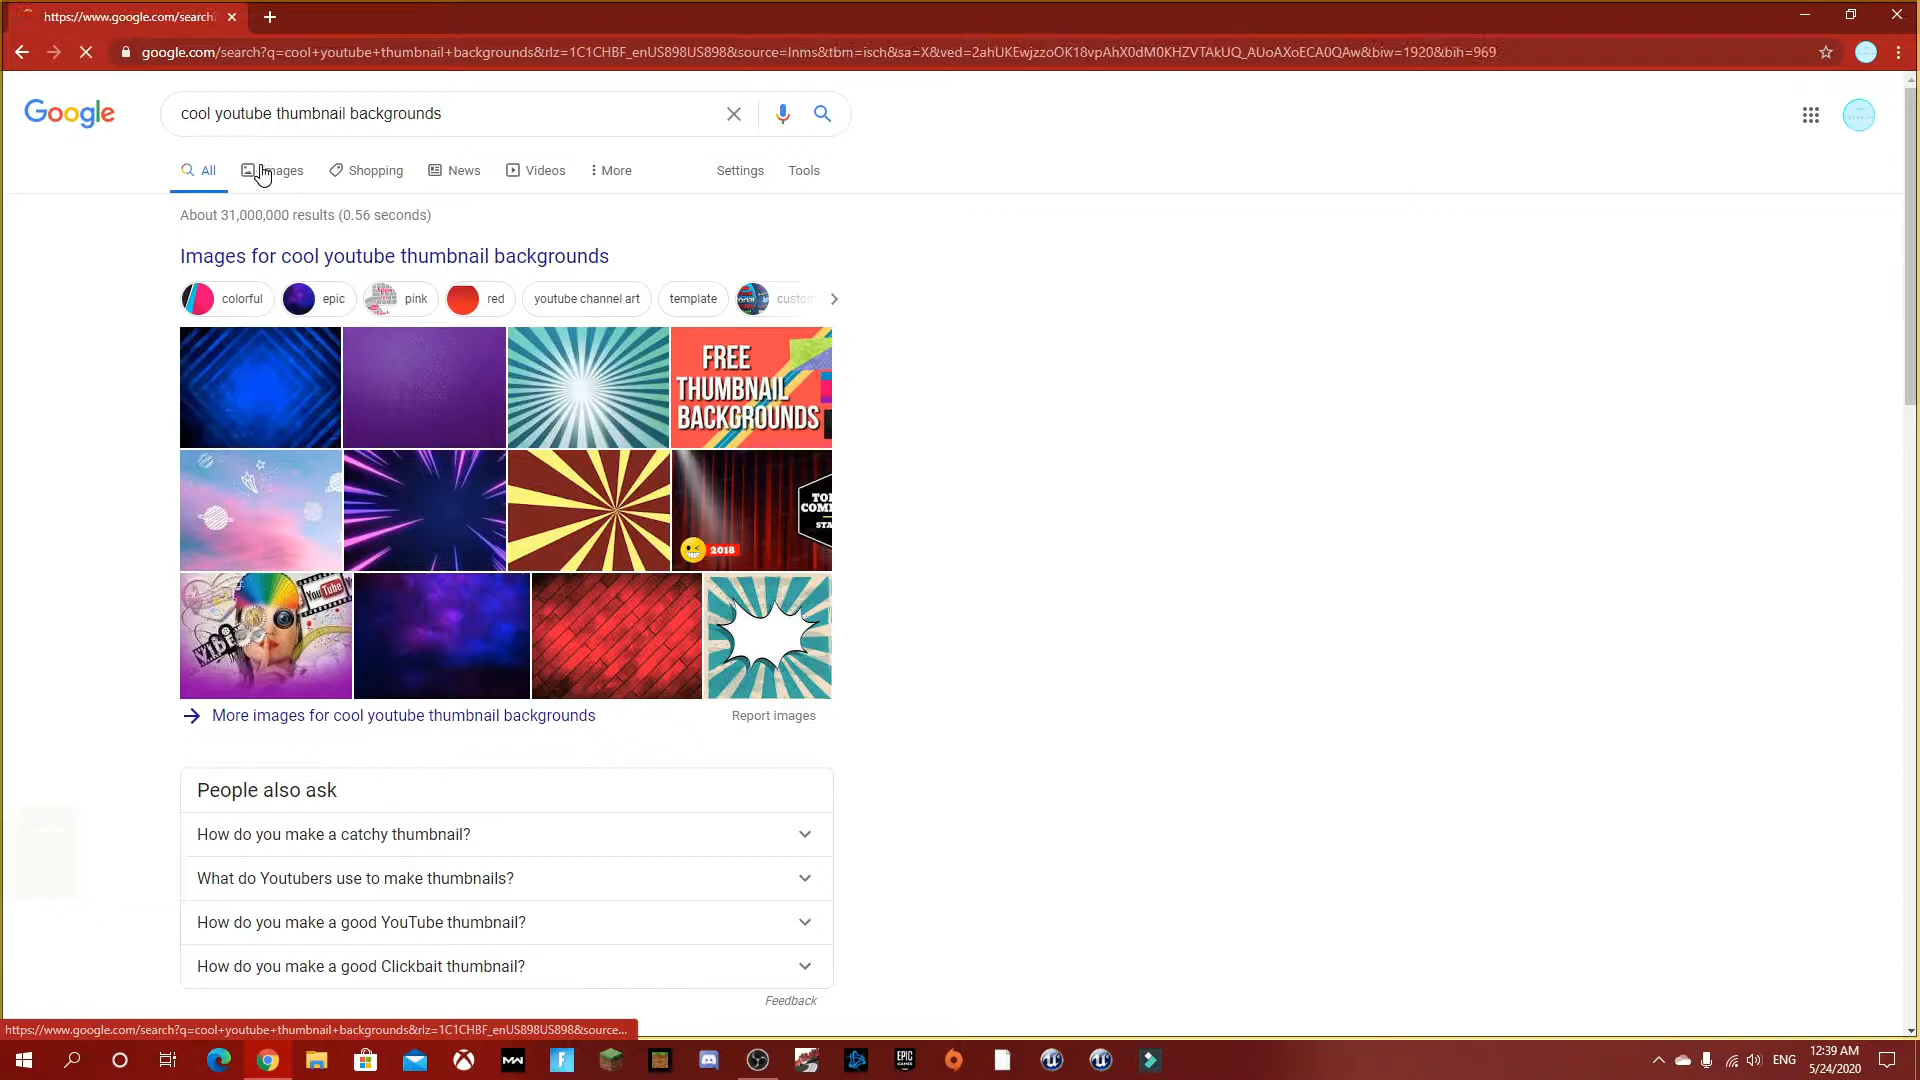 https://www.google.com/search
google.com/search?q=cool+youtube+thumbnail+backgrounds&rlz=1C1CHBF_enUS898US898&source=lnms&tbm=isch&sa=X&ved=2ahUKEwjzzoOK18vpAhX0dM0KHZVTAkUQ_AUoAXoECA0QAw&biw=1920&bih=969
Google
cool youtube thumbnail backgrounds
All
Images
Shopping
News
Videos
More
Settings
Tools
About 31,000,000 results (0.56 seconds)
Images for cool youtube thumbnail backgrounds
colorful
epic
pink
red
youtube channel art
template
custom
FREE
THUMBNAIL
BACKGROUNDS
2018
You Tube
More images for cool youtube thumbnail backgrounds
Report images
People also ask
How do you make a catchy thumbnail?
What do Youtubers use to make thumbnails?
How do you make a good YouTube thumbnail?
How do you make a good Clickbait thumbnail?
Feedback
https://www.google.com/search?q=cool+youtube+thumbnail+backgrounds&rlz=1C1CHBF_enUS898US898&source...
MW
EPIC
GAMES
ENG
12:39 AM
5/24/2020